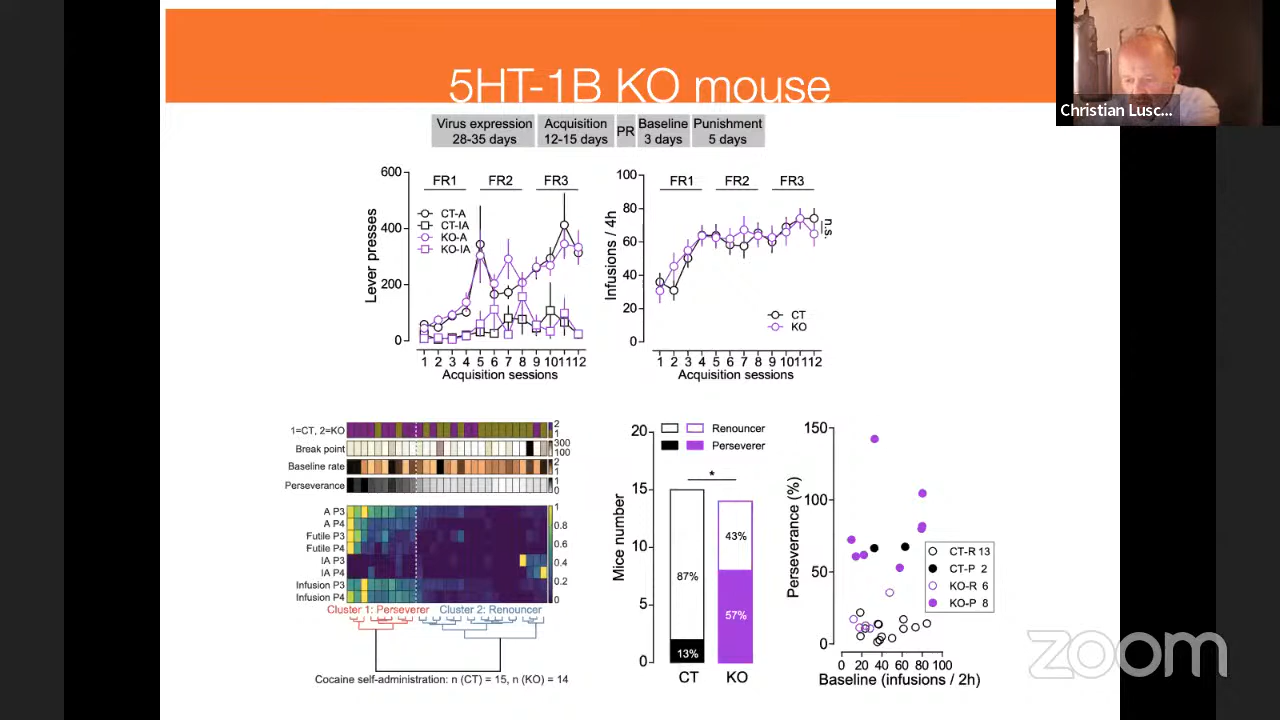 5HT-1B KO mouse
Christian Lusc...
Virus expression
28-35 days
Acquisition
12-15 days
PR
Baseline
3 days
Punishment
5 days
600
400
200
0
Lever presses
FR1
FR2
FR3
CT-A
CT-IA
KO-A
KO-IA
1 2 3 4 5 6 7 8 9 10 11 12
Acquisition sessions
100
80
60
40
20
0
Infusions / 4h
FR1
FR2
FR3
n.s.
CT
KO
1 2 3 4 5 6 7 8 9 10 11 12
Acquisition sessions
1=CT, 2=KO
2
1
Break point
300
100
Baseline rate
2
1
Perseverance
1
0
A P3
A P4
Futile P3
Futile P4
IA P3
IA P4
Infusion P3
Infusion P4
1
0.8
0.6
0.4
0.2
0
Cluster 1: Perseverer
Cluster 2: Renouncer
Cocaine self-administration: n (CT) = 15, n (KO) = 14
20
15
10
5
0
Mice number
Renouncer
Perseverer
*
87%
13%
43%
57%
CT
KO
150
100
50
0
Perseverance (%)
CT-R 13
CT-P 2
KO-R 6
KO-P 8
0 20 40 60 80 100
Baseline (infusions / 2h)
zoom